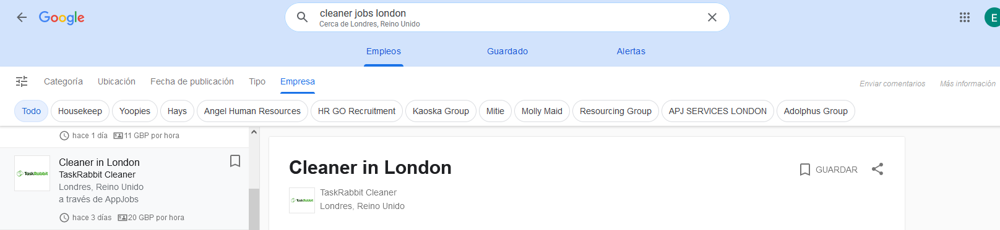 Google
cleaner jobs london
Cerca de Londres, Reino Unido
E
Empleos Guardado Alertas
Categoría Ubicación Fecha de publicación Tipo Empresa
Enviar comentarios Más información
Todo Housekeep Yoopies Hays Angel Human Resources HR GO Recruitment Kaoska Group Mitie Molly Maid Resourcing Group APJ SERVICES LONDON Adolphus Group
hace 1 día 11 GBP por hora
TaskRabbit
Cleaner in London
TaskRabbit Cleaner
Londres, Reino Unido
a través de AppJobs
hace 3 días 20 GBP por hora
Cleaner in London
GUARDAR
TaskRabbit
TaskRabbit Cleaner
Londres, Reino Unido